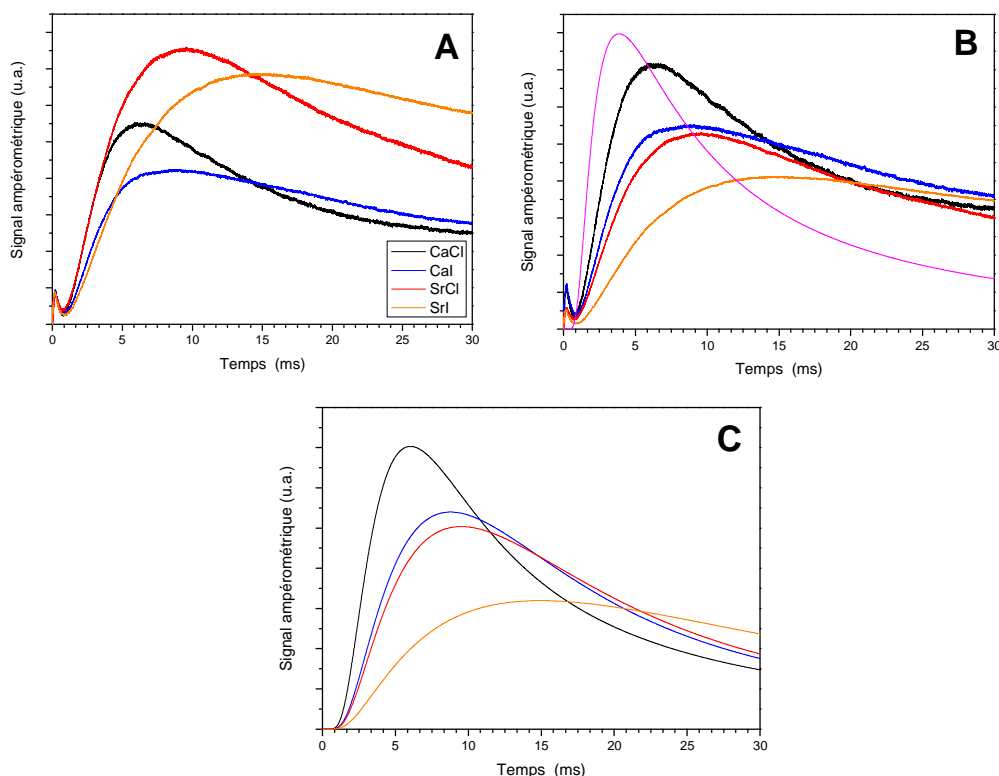 A
Signal ampérométrique (u.a.)
CaCl
CaI
SrCl
SrI
0 5 10 15 20 25 30
Temps (ms)
B
Signal ampérométrique (u.a.)
0 5 10 15 20 25 30
Temps (ms)
C
Signal ampérométrique (u.a.)
0 5 10 15 20 25 30
Temps (ms)